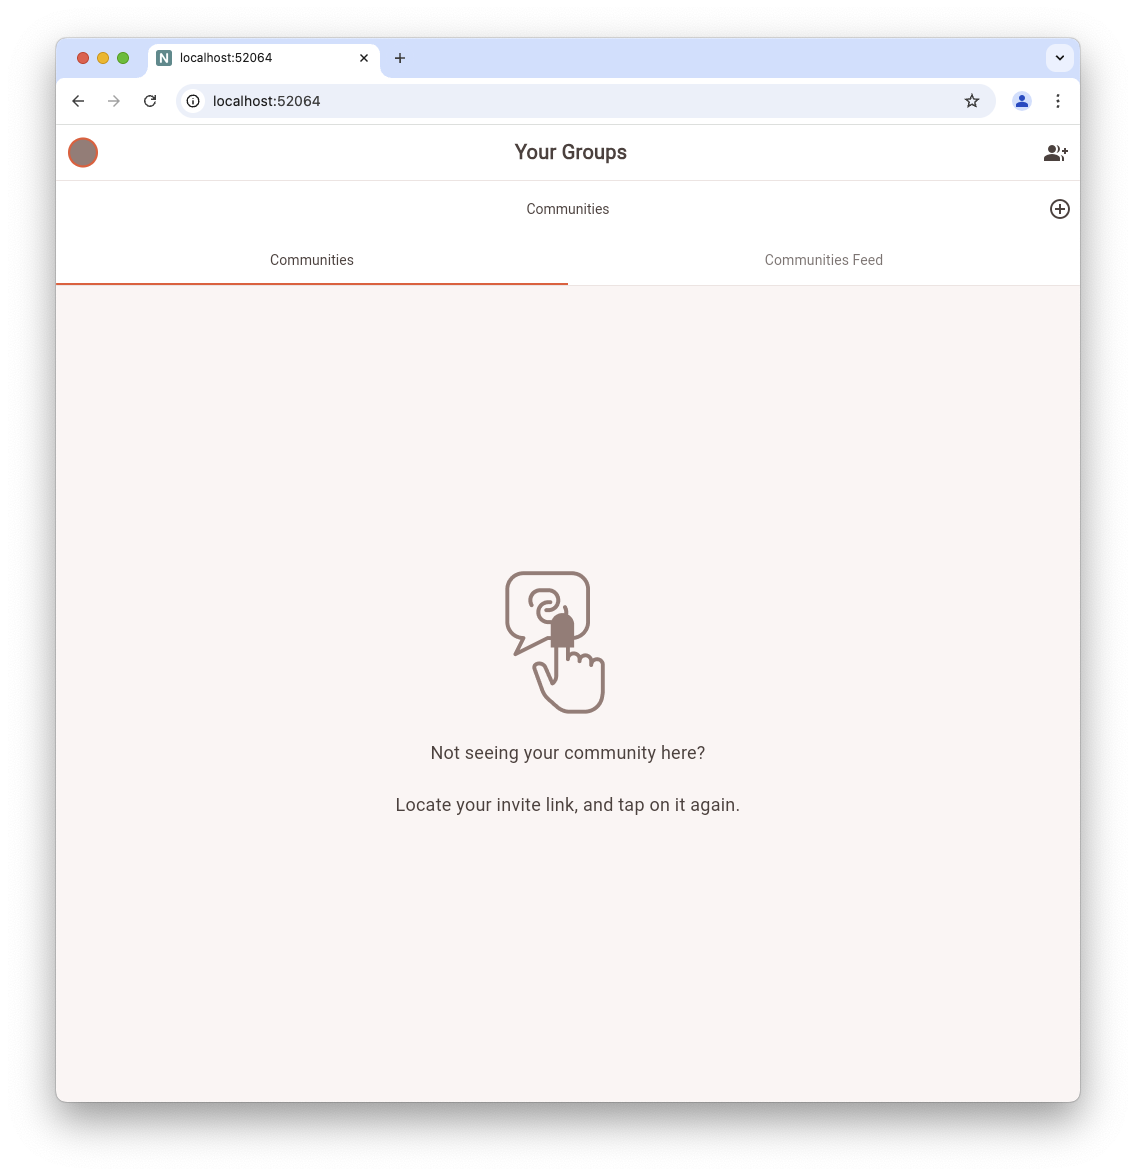 N localhost:52064
localhost:52064
Your Groups
Communities
Communities
Communities Feed
Not seeing your community here?
Locate your invite link, and tap on it again.